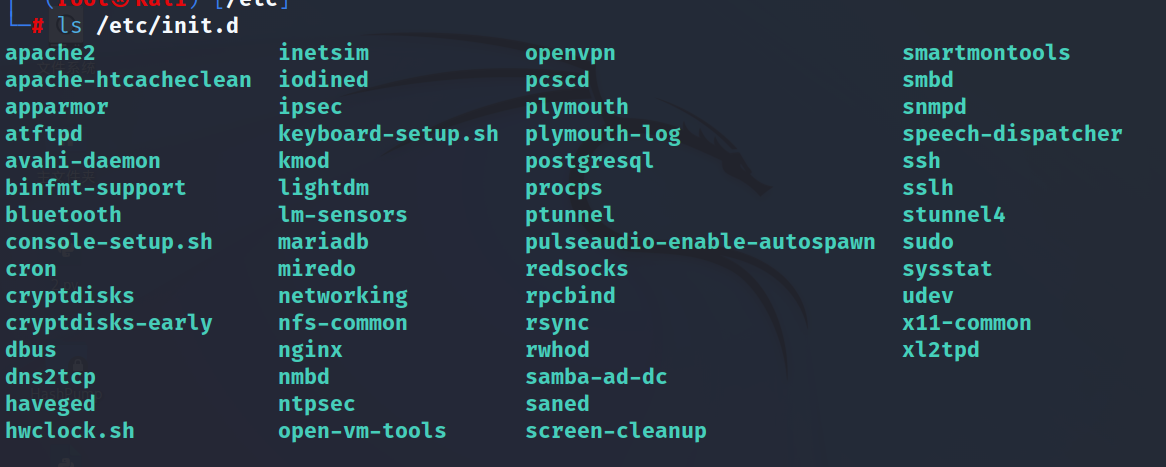 (root㉿kali) [/etc]
# ls /etc/init.d
apache2 inetsim openvpn smartmontools
apache-htcacheclean iodined pcscd smbd
apparmor ipsec plymouth snmpd
atftpd keyboard-setup.sh plymouth-log speech-dispatcher
avahi-daemon kmod postgresql ssh
binfmt-support lightdm procps sslh
bluetooth lm-sensors ptunnel stunnel4
console-setup.sh mariadb pulseaudio-enable-autospawn sudo
cron miredo redsocks sysstat
cryptdisks networking rpcbind udev
cryptdisks-early nfs-common rsync x11-common
dbus nginx rwhod xl2tpd
dns2tcp nmbd samba-ad-dc
haveged ntpsec saned
hwclock.sh open-vm-tools screen-cleanup